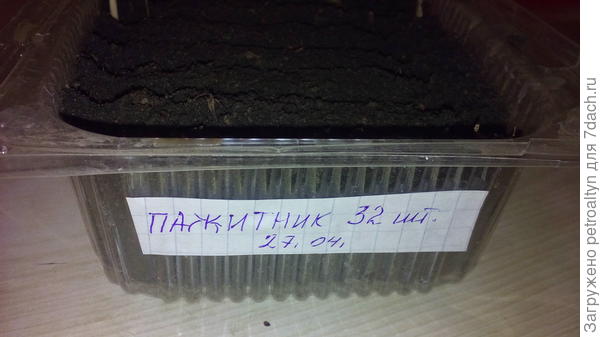 ПАЖИТНИК 32 шт.
27.04.
Загружено petroaltyn для 7dach.ru